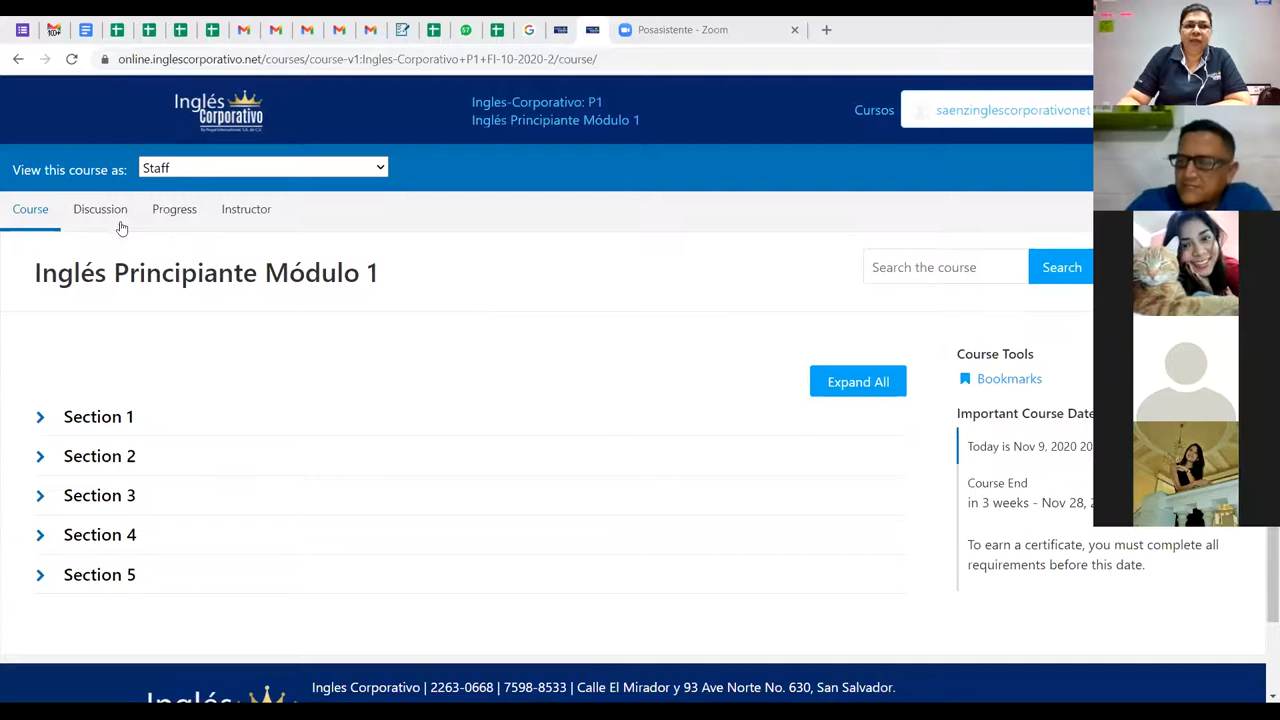 Posasistente - Zoom
online.inglescorporativo.net/courses/course-v1:Ingles-Corporativo+P1+FI-10-2020-2/course/
Inglés
Corporativo
Ingles-Corporativo: P1
Inglés Principiante Módulo 1
Cursos
saenzinglescorporativonet
View this course as:
Staff
Course
Discussion
Progress
Instructor
Inglés Principiante Módulo 1
Search the course
Search
Expand All
Section 1
Section 2
Section 3
Section 4
Section 5
Course Tools
Bookmarks
Important Course Date
Today is Nov 9, 2020 20
Course End
in 3 weeks - Nov 28,
To earn a certificate, you must complete all
requirements before this date.
Inglés
Ingles Corporativo | 2263-0668 | 7598-8533 | Calle El Mirador y 93 Ave Norte No. 630, San Salvador.